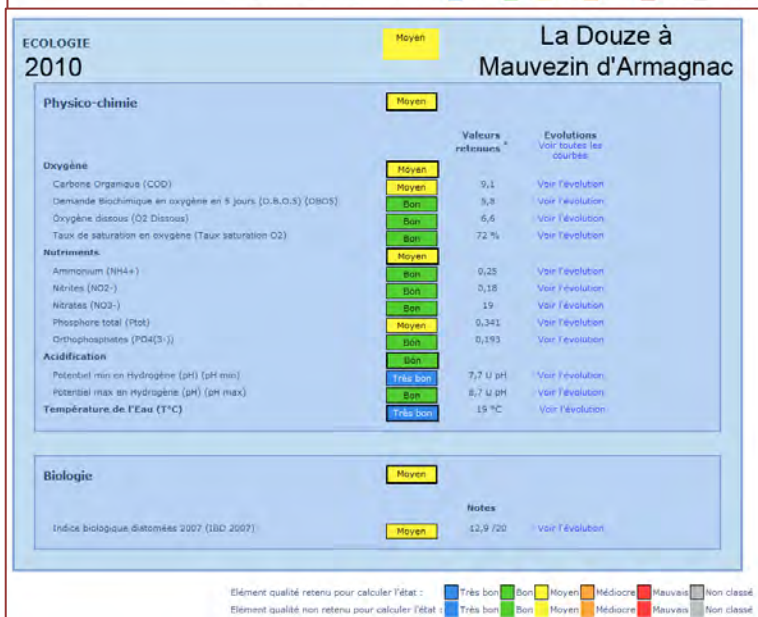 ECOLOGIE Moyen La Douze à
2010 Mauvezin d'Armagnac
Physico-chimie Moyen
Valeurs retenues * Evolutions
Voir toutes les courbes
Oxygène Moyen
Carbone Organique (COD) Moyen 9,1 Voir l'évolution
Demande Biochimique en oxygène en 5 jours (D.B.O.5) (DBO5) Bon 5,8 Voir l'évolution
Oxygène dissous (O2 Dissous) Bon 6,6 Voir l'évolution
Taux de saturation en oxygène (Taux saturation O2) Bon 72 % Voir l'évolution
Nutriments Moyen
Ammonium (NH4+) Bon 0,25 Voir l'évolution
Nitrites (NO2-) Bon 0,18 Voir l'évolution
Nitrates (NO3-) Bon 19 Voir l'évolution
Phosphore total (Ptot) Moyen 0,341 Voir l'évolution
Orthophosphates (PO4(3-)) Bon 0,193 Voir l'évolution
Acidification Bon
Potentiel min en Hydrogène (pH) (pH min) Très bon 7,7 U pH Voir l'évolution
Potentiel max en Hydrogène (pH) (pH max) Bon 8,7 U pH Voir l'évolution
Température de l'Eau (T°C) Très bon 19 °C Voir l'évolution
Biologie Moyen
Notes
Indice biologique diatomées 2007 (IBD 2007) Moyen 12,9 /20 Voir l'évolution
Elément qualité retenu pour calculer l'état : Très bon Bon Moyen Médiocre Mauvais Non classé
Elément qualité non retenu pour calculer l'état : Très bon Bon Moyen Médiocre Mauvais Non classé